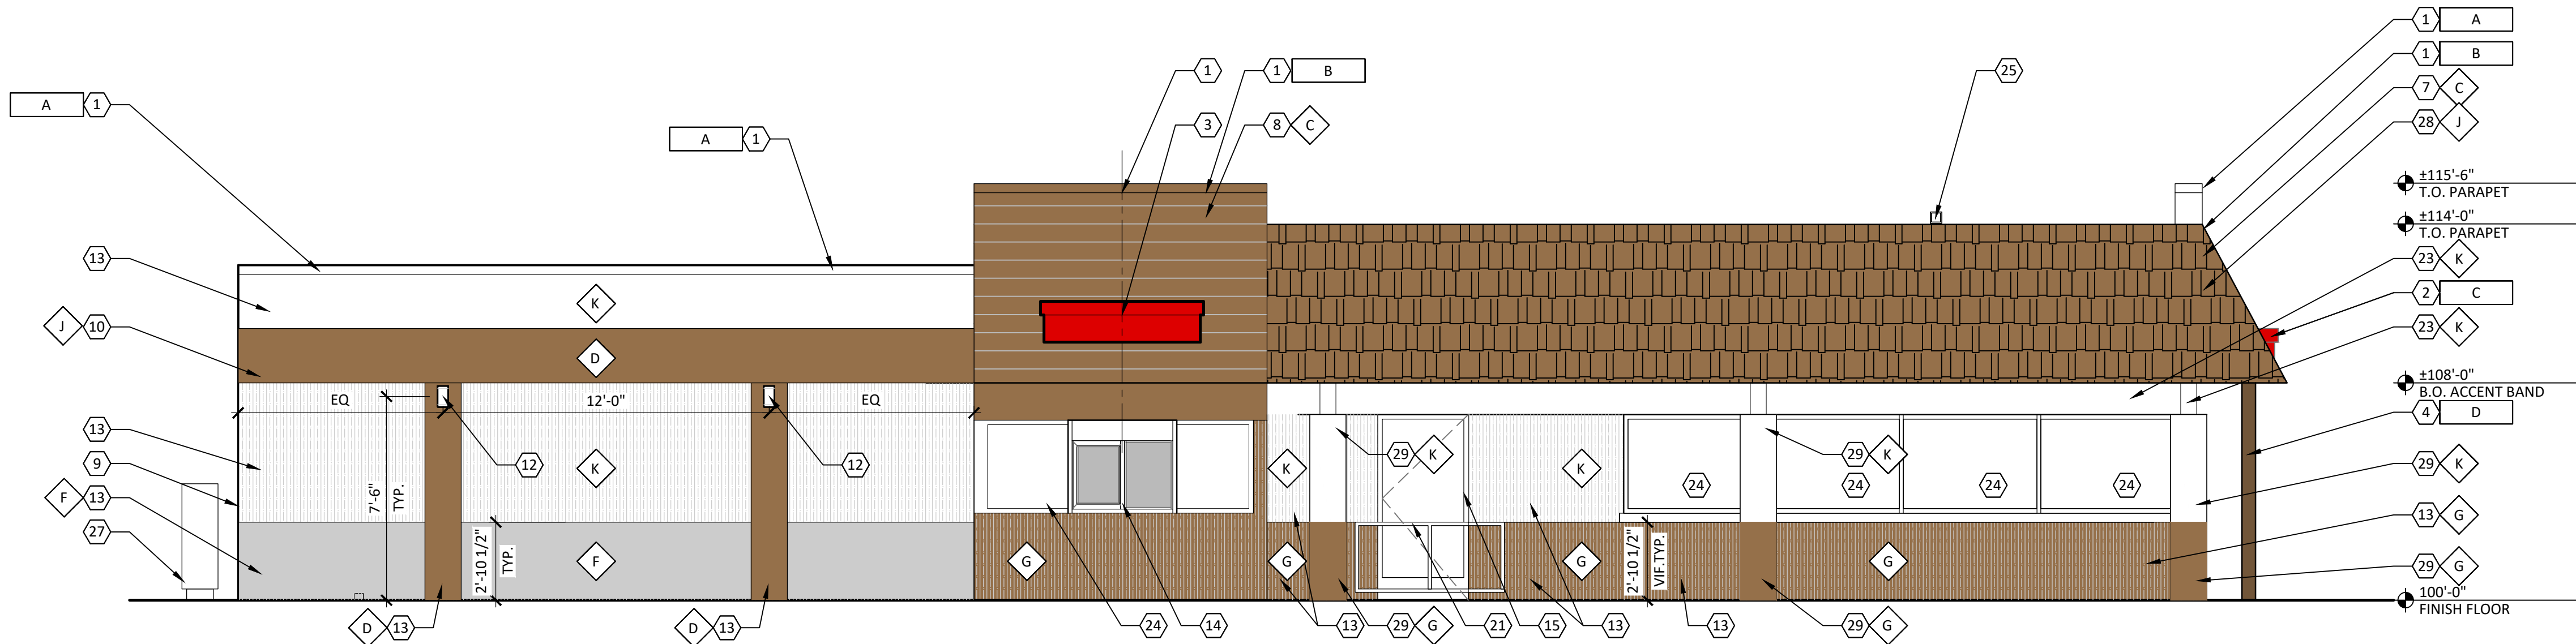 1 A
1 B
1
1 B
25
7 C
A 1
3
8 C
28 J
A 1
±115'-6"
T.O. PARAPET
±114'-0"
T.O. PARAPET
13
23 K
2 C
K
J 10
23 K
D
±108'-0"
B.O. ACCENT BAND
EQ
12'-0"
EQ
4 D
13
29 K
29 K
9
12
12
K
K
K
29 K
24
24
24
24
F 13
7'-6"
TYP.
13 G
27
2'-10 1/2"
TYP.
F
G
G
G
2'-10 1/2"
VIF.TYP.
G
29 G
100'-0"
FINISH FLOOR
D 13
D 13
24
14
13
29 G
21
15
13
13
29 G